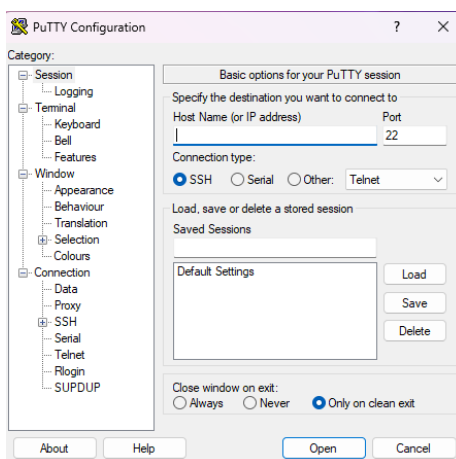 PuTTY Configuration
?
Category:
Session
Logging
Terminal
Keyboard
Bell
Features
Window
Appearance
Behaviour
Translation
Selection
Colours
Connection
Data
Proxy
SSH
Serial
Telnet
Rlogin
SUPDUP
Basic options for your PuTTY session
Specify the destination you want to connect to
Host Name (or IP address) Port
22
Connection type:
SSH Serial Other: Telnet
Load, save or delete a stored session
Saved Sessions
Default Settings
Load
Save
Delete
Close window on exit:
Always Never Only on clean exit
About Help Open Cancel